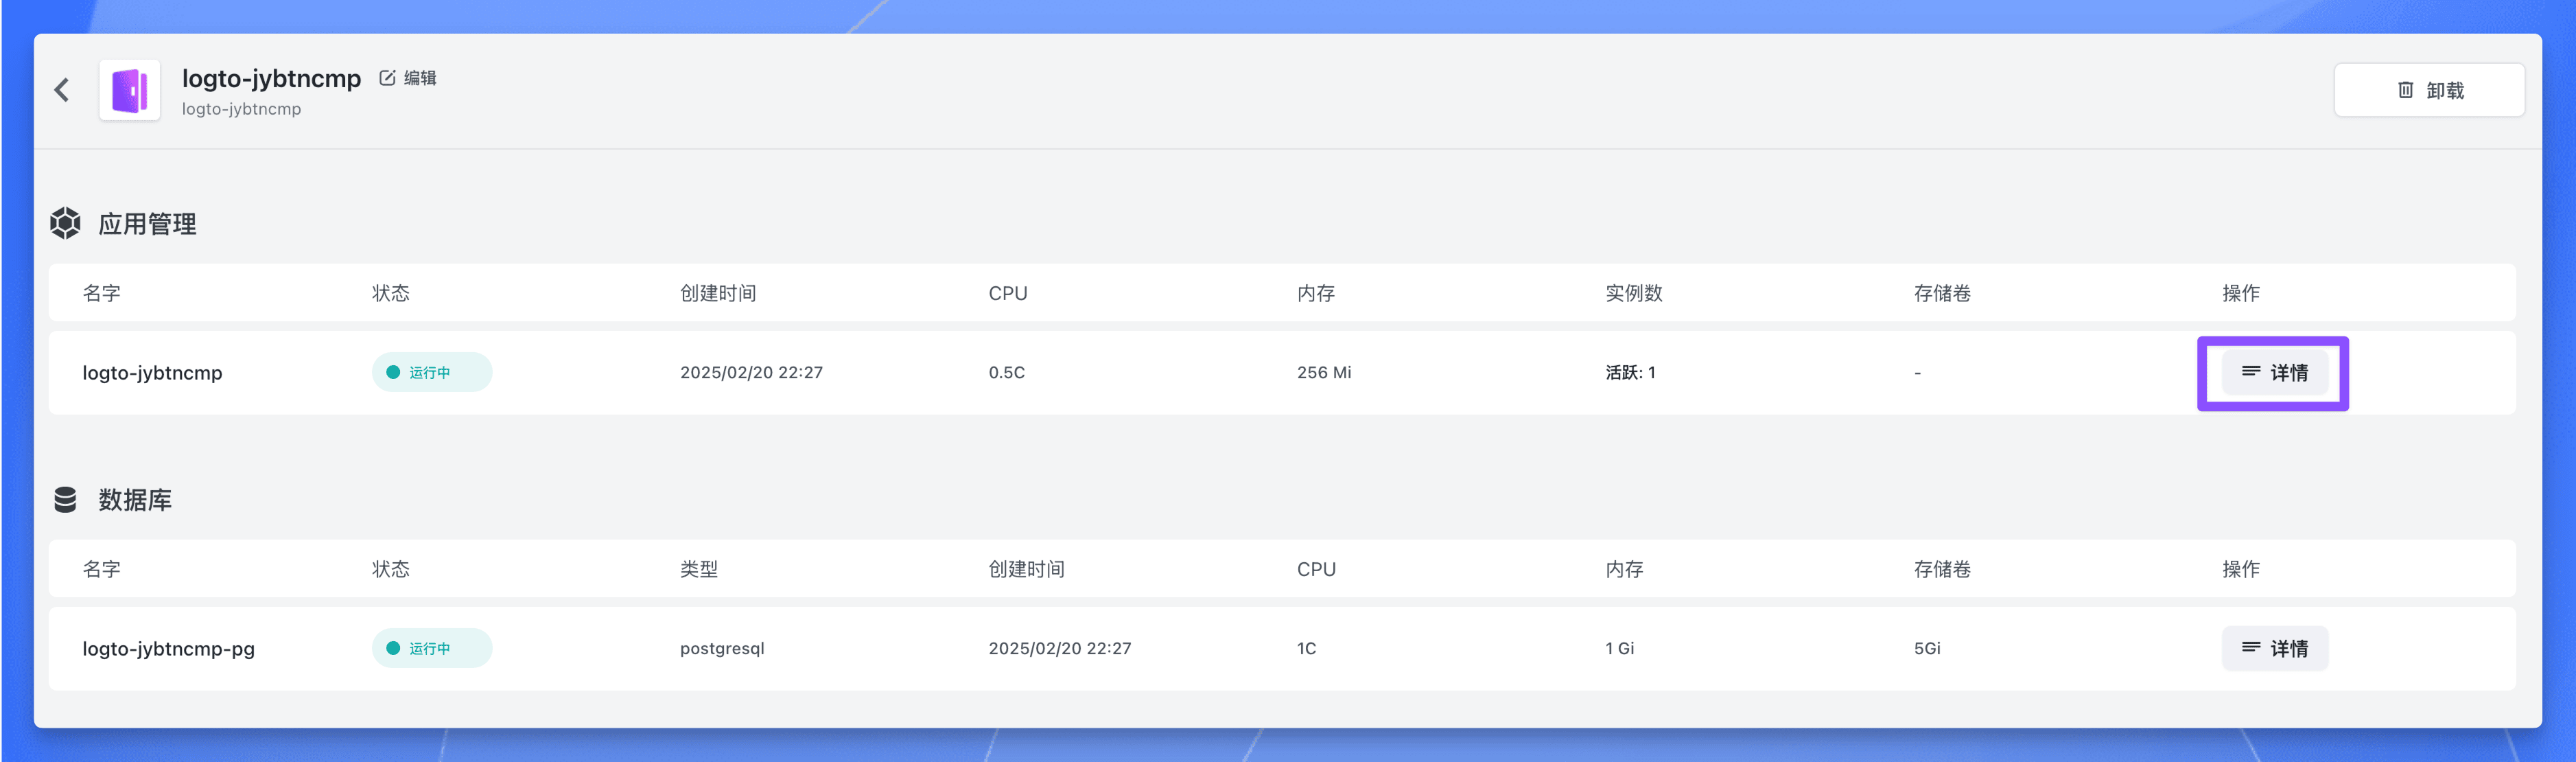 logto-jybtncmp 编辑
logto-jybtncmp
卸载
应用管理
名字 状态 创建时间 CPU 内存 实例数 存储卷 操作
logto-jybtncmp 运行中 2025/02/20 22:27 0.5C 256 Mi 活跃: 1 - 详情
数据库
名字 状态 类型 创建时间 CPU 内存 存储卷 操作
logto-jybtncmp-pg 运行中 postgresql 2025/02/20 22:27 1C 1 Gi 5Gi 详情